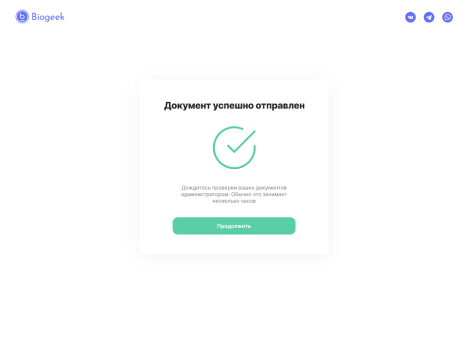 Biogeek
Документ успешно отправлен
Дождитесь проверки ваших документов
администратором. Обычно это занимает
несколько часов
Продолжить